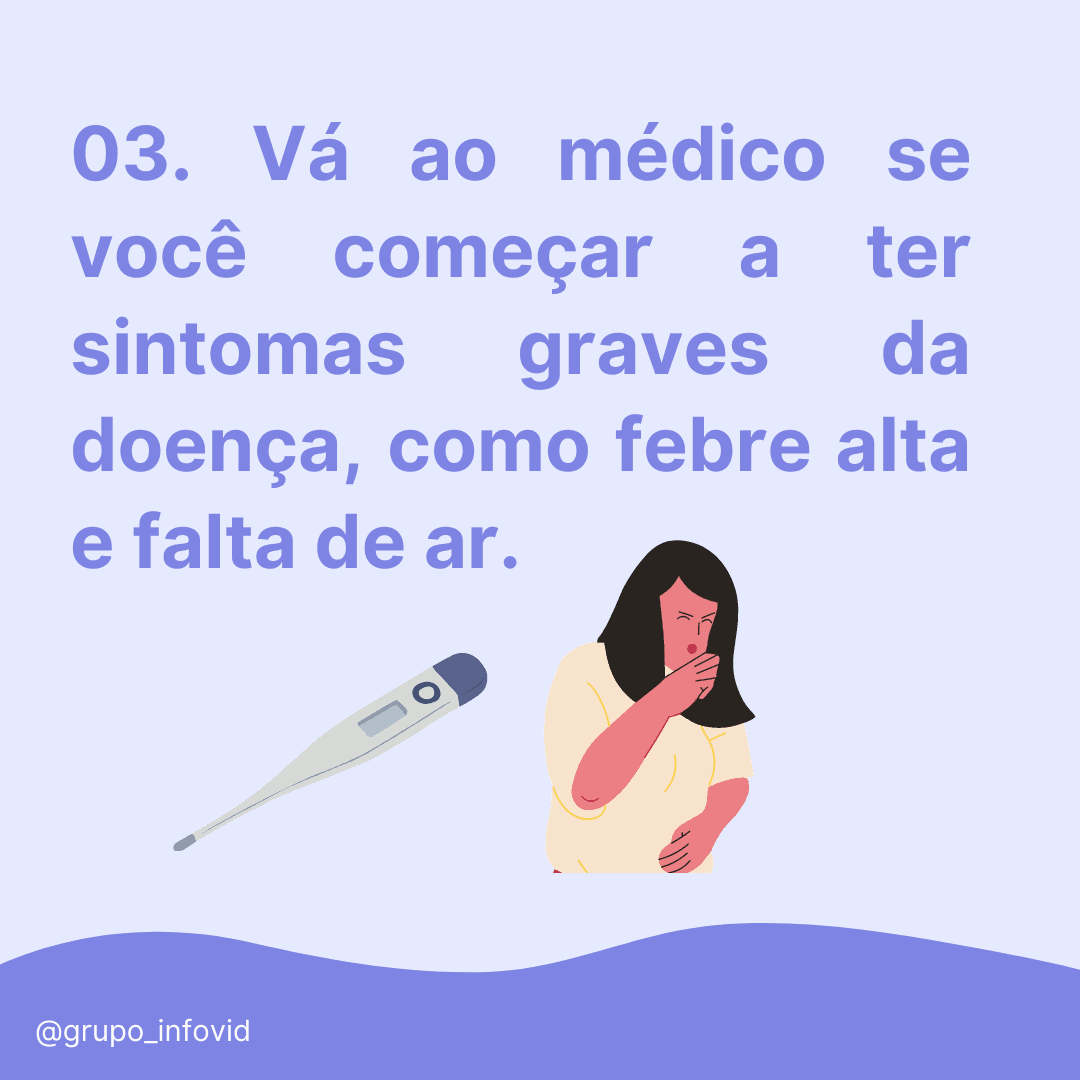 03. Vá ao médico se
você começar a ter
sintomas graves da
doença, como febre alta
e falta de ar.
@grupo_infovid